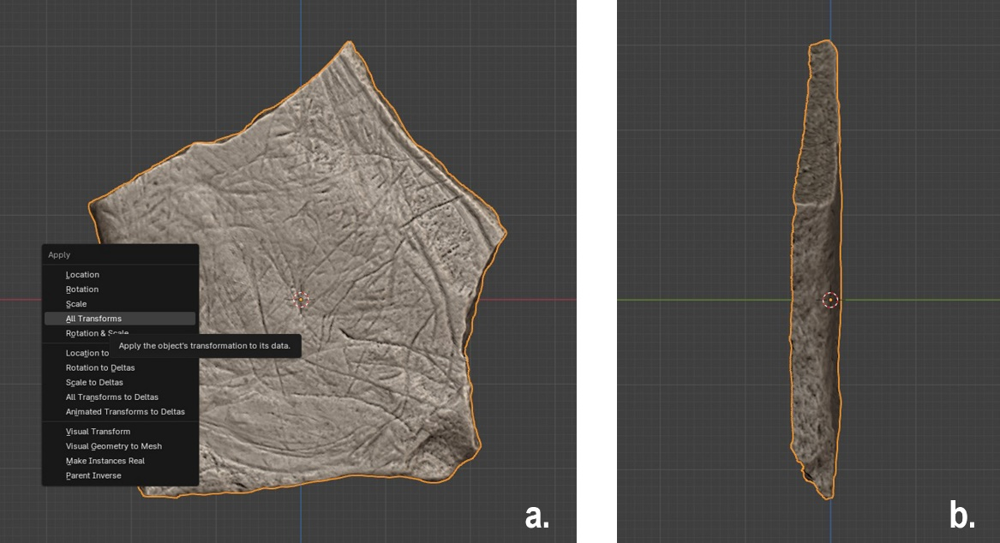 Apply
Location
Rotation
Scale
All Transforms
Rotation & Scale
Apply the object's transformation to its data.
Location to
Rotation to Deltas
Scale to Deltas
All Transforms to Deltas
Animated Transforms to Deltas
Visual Transform
Visual Geometry to Mesh
Make Instances Real
Parent Inverse
a.
b.